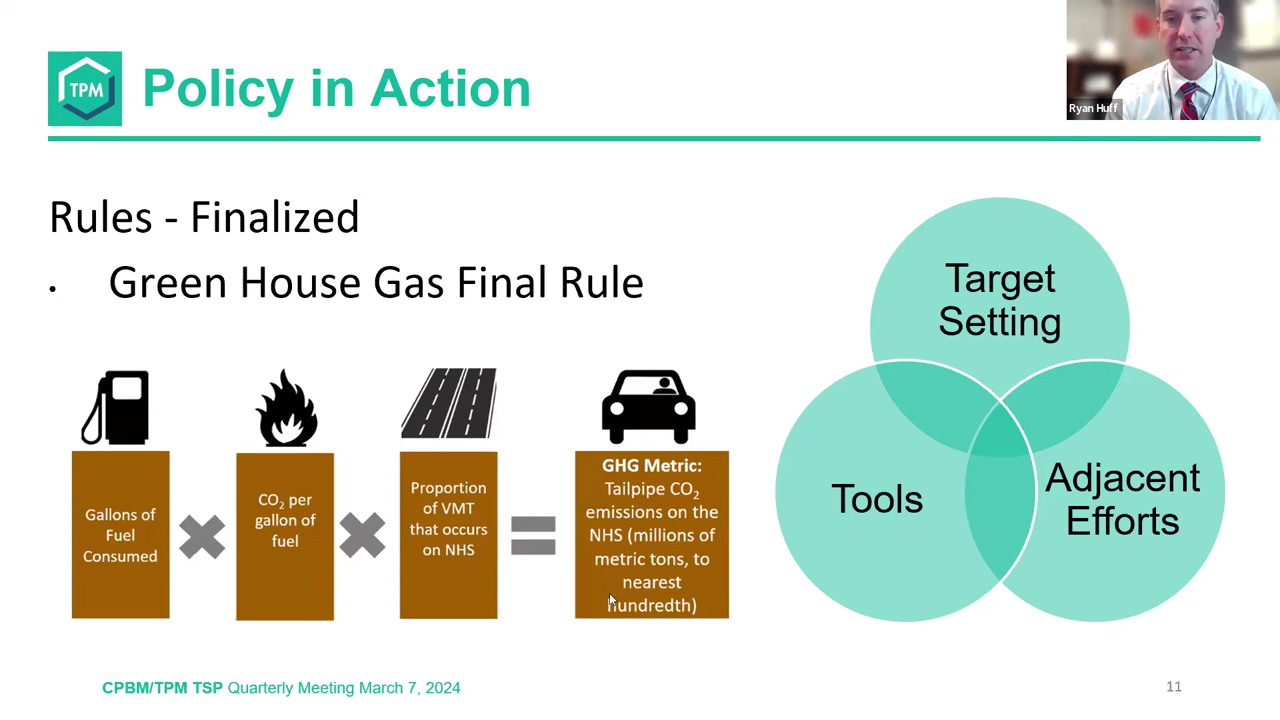 TPM
Policy in Action
Ryan Huff
Rules - Finalized
• Green House Gas Final Rule
Gallons of
Fuel
Consumed
CO₂ per
gallon of
fuel
Proportion
of VMT
that occurs
on NHS
GHG Metric:
Tailpipe CO₂
emissions on the
NHS (millions of
metric tons, to
nearest
hundredth)
Target
Setting
Tools
Adjacent
Efforts
CPBM/TPM TSP Quarterly Meeting March 7, 2024
11